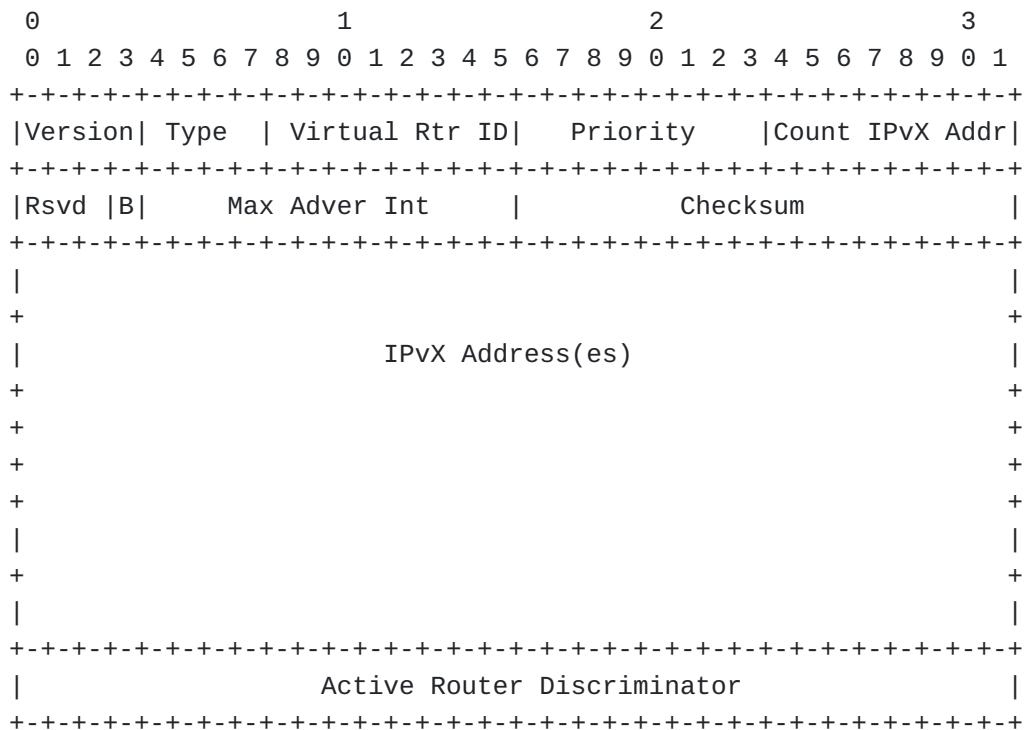 0                   1                   2                   3
 0 1 2 3 4 5 6 7 8 9 0 1 2 3 4 5 6 7 8 9 0 1 2 3 4 5 6 7 8 9 0 1
+-+-+-+-+-+-+-+-+-+-+-+-+-+-+-+-+-+-+-+-+-+-+-+-+-+-+-+-+-+-+-+-+
|Version| Type  | Virtual Rtr ID|   Priority    |Count IPvX Addr|
+-+-+-+-+-+-+-+-+-+-+-+-+-+-+-+-+-+-+-+-+-+-+-+-+-+-+-+-+-+-+-+-+
|Rsvd |B|     Max Adver Int     |          Checksum             |
+-+-+-+-+-+-+-+-+-+-+-+-+-+-+-+-+-+-+-+-+-+-+-+-+-+-+-+-+-+-+-+-+
|                                                               |
+                                                               +
|                       IPvX Address(es)                        |
+                                                               +
+                                                               +
+                                                               +
+                                                               +
|                                                               |
+                                                               +
|                                                               |
+-+-+-+-+-+-+-+-+-+-+-+-+-+-+-+-+-+-+-+-+-+-+-+-+-+-+-+-+-+-+-+-+
|                   Active Router Discriminator                 |
+-+-+-+-+-+-+-+-+-+-+-+-+-+-+-+-+-+-+-+-+-+-+-+-+-+-+-+-+-+-+-+-+